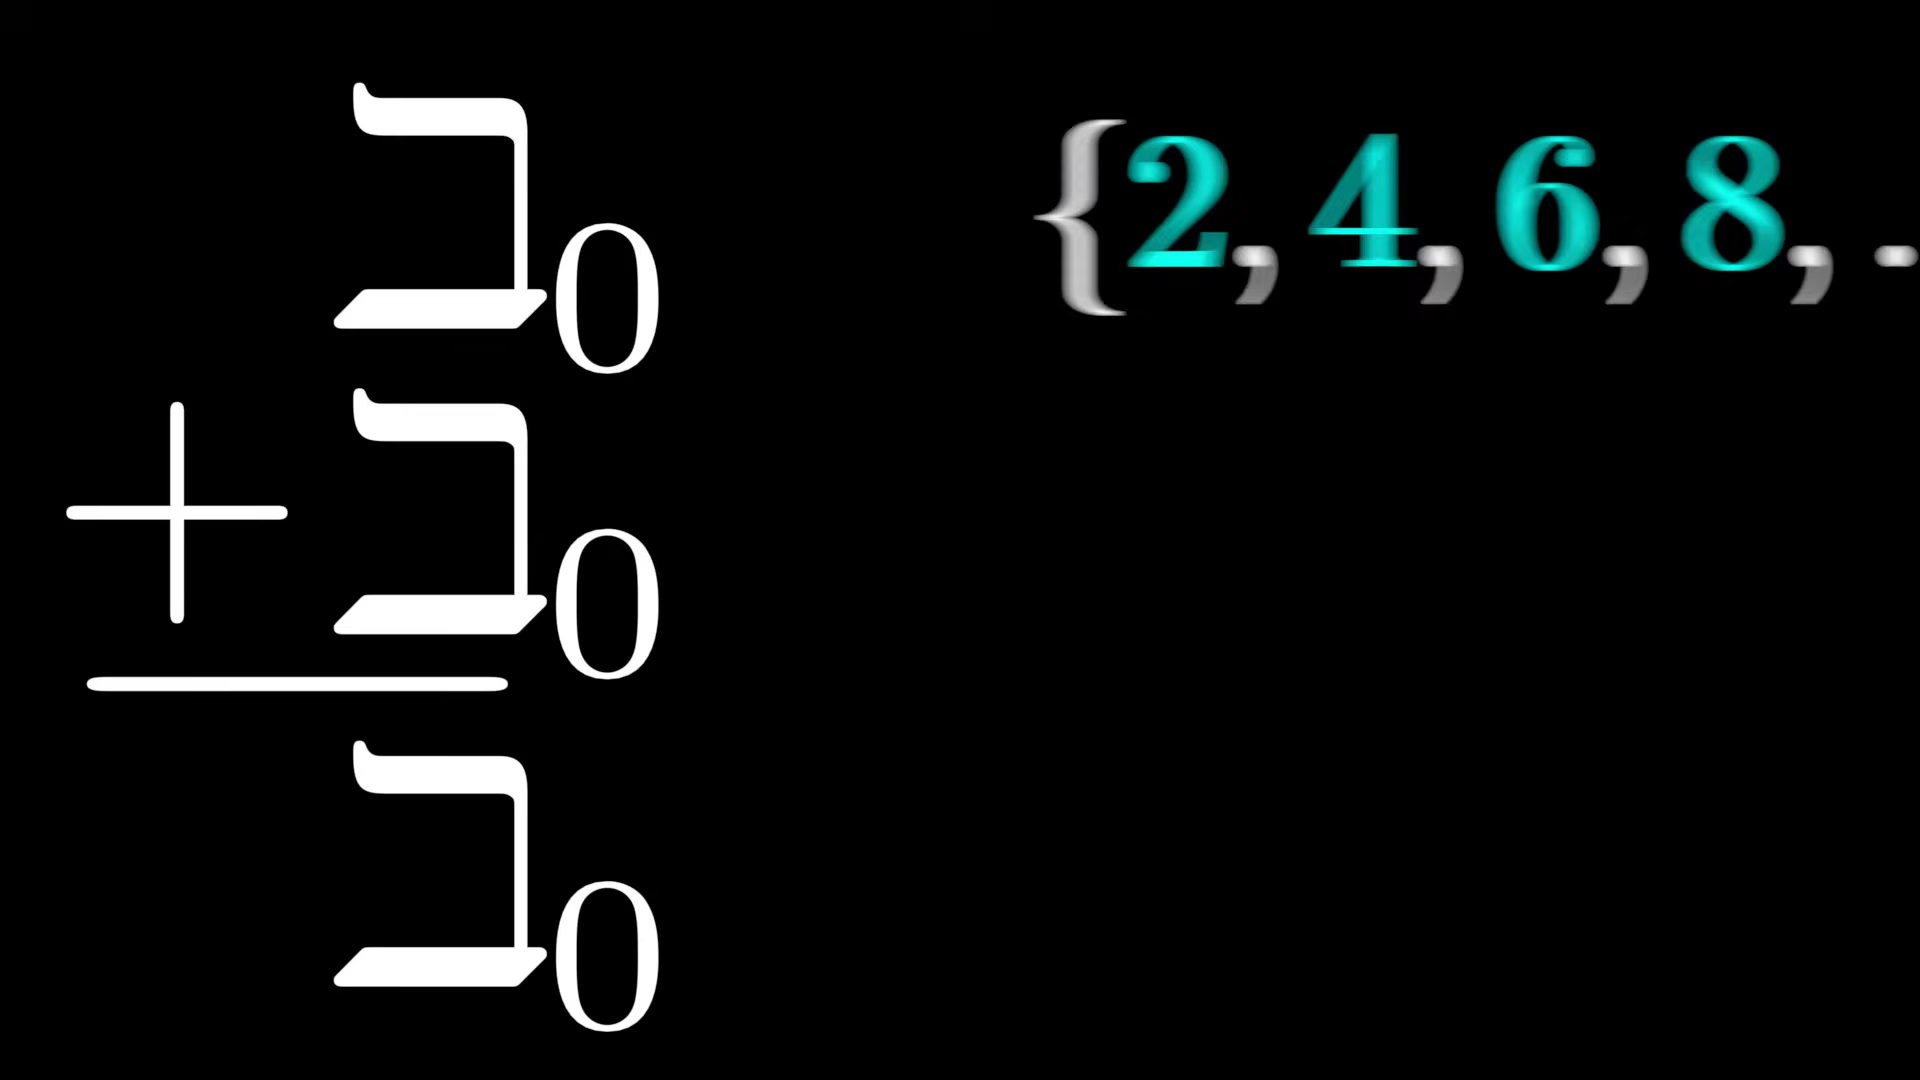 ℶ₀
{2, 4, 6, 8, .
+ ℶ₀
ℶ₀